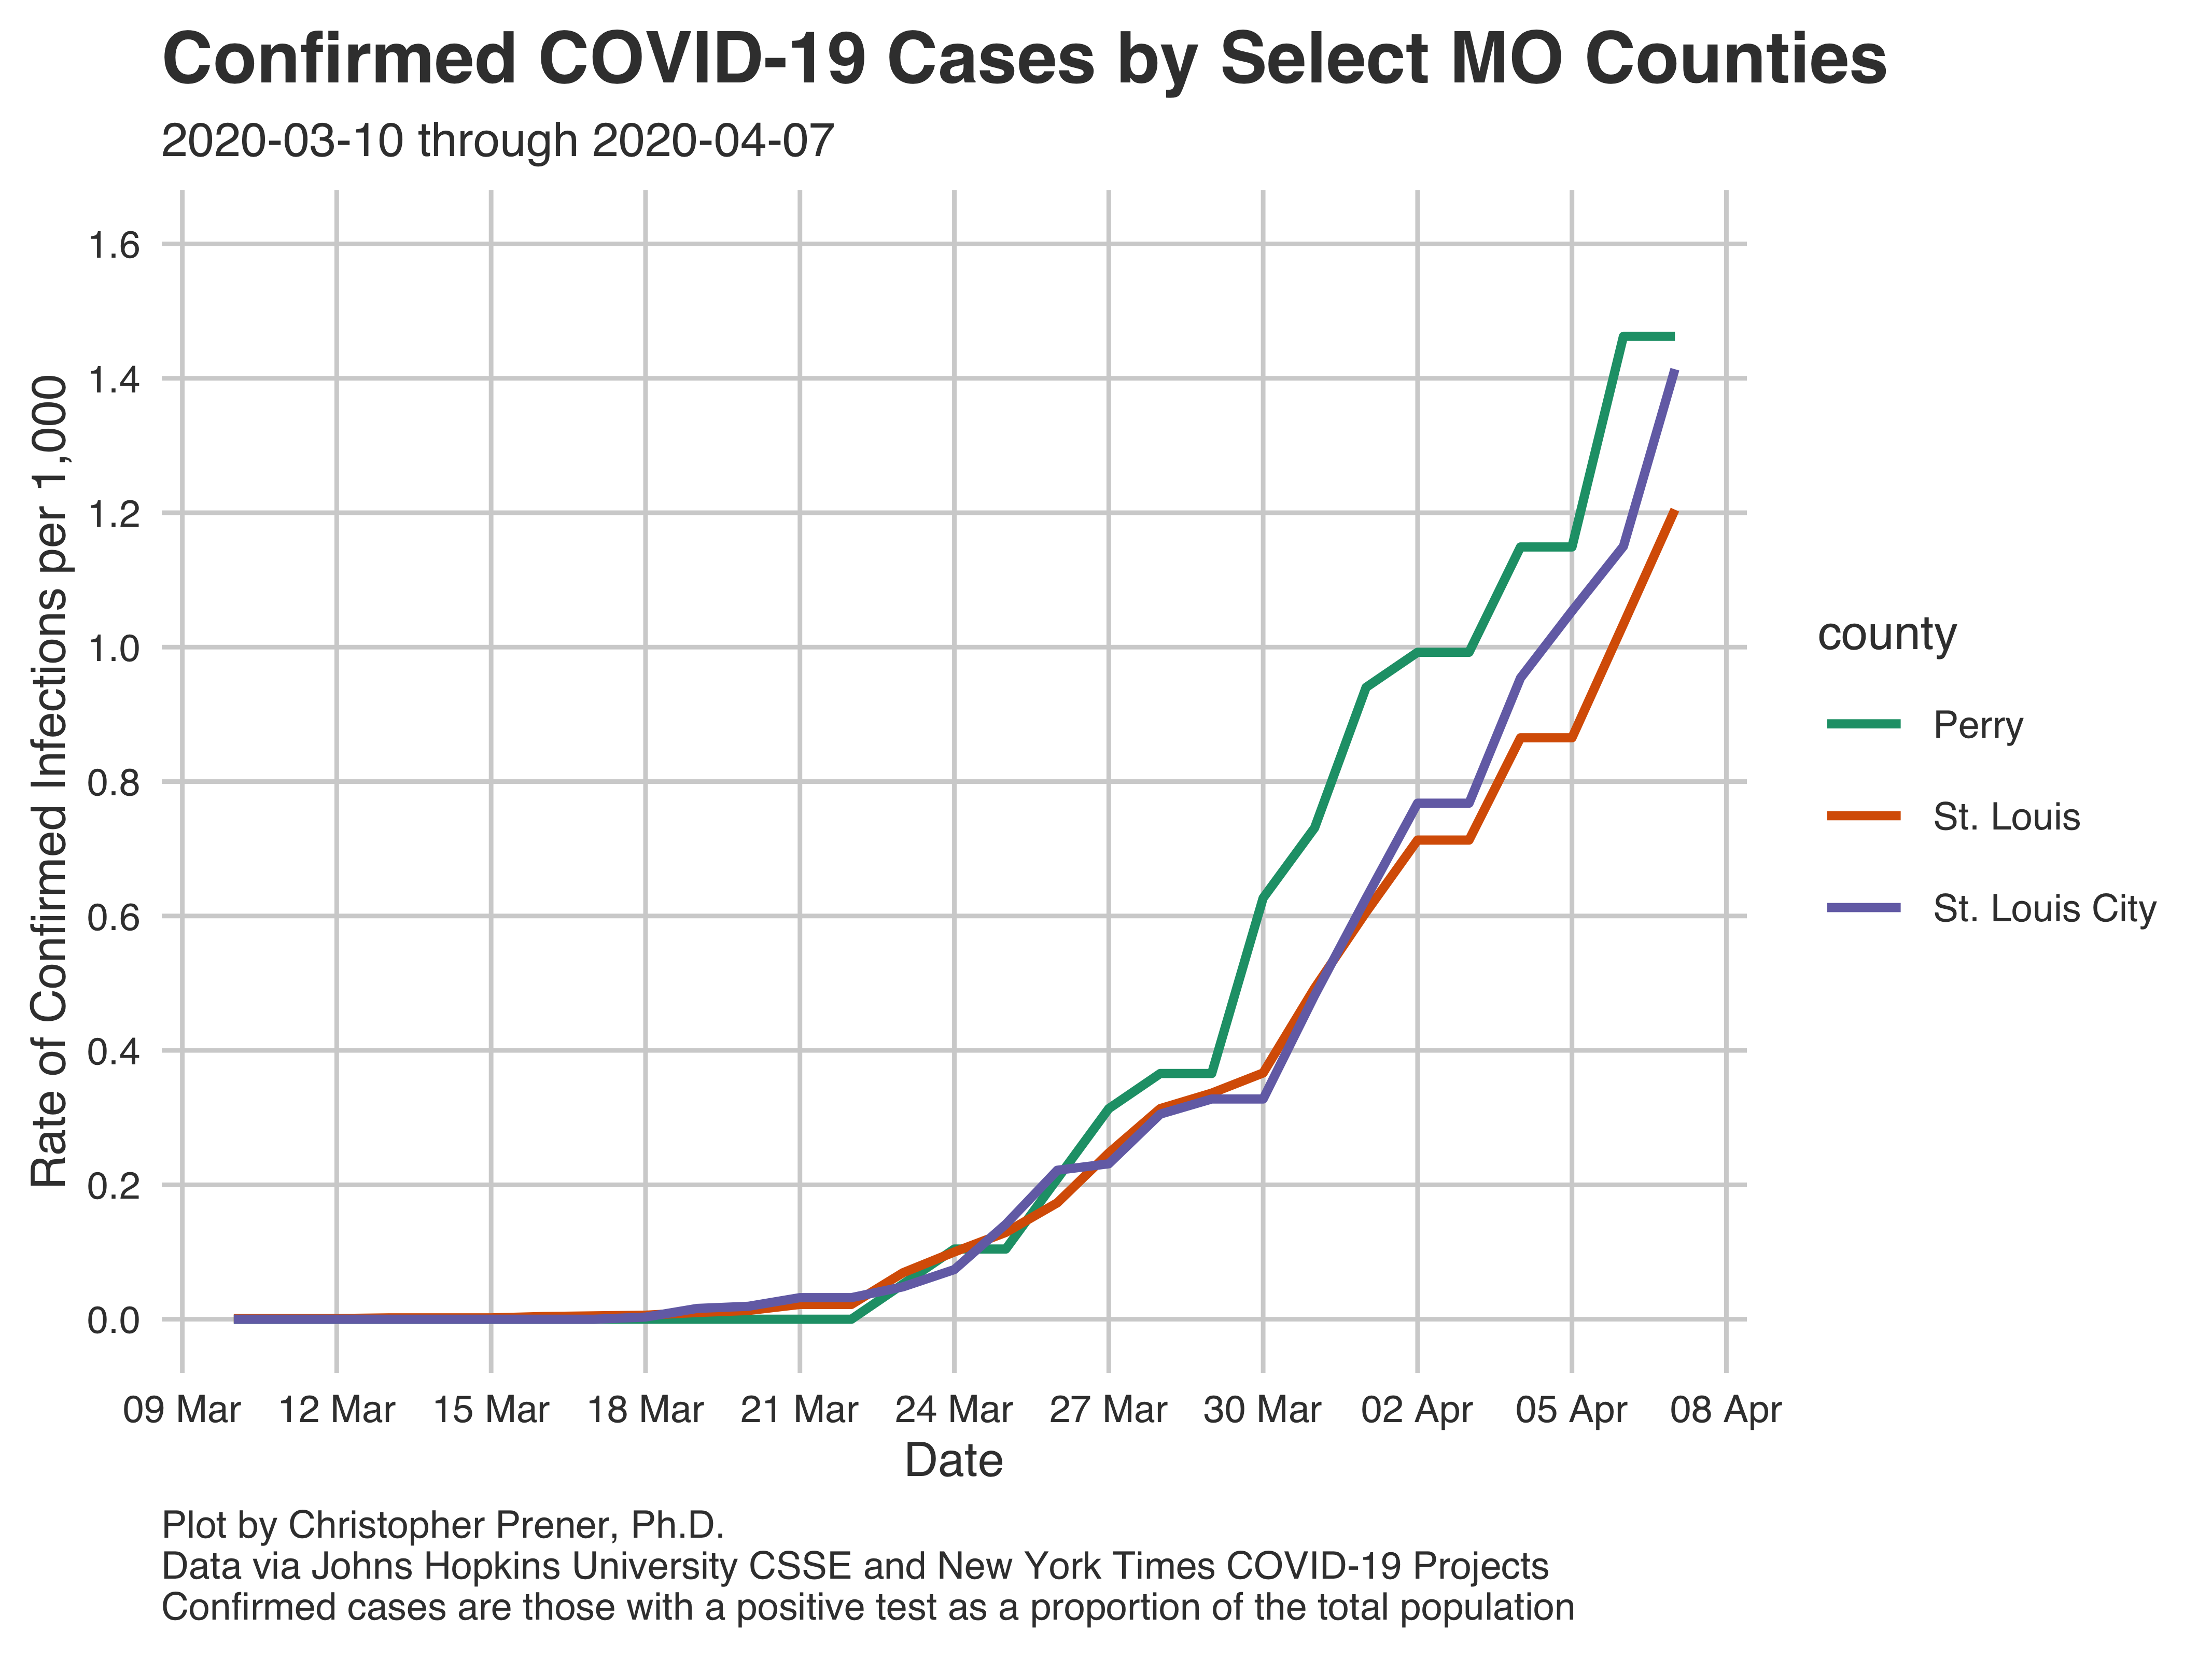 Confirmed COVID-19 Cases by Select MO Counties
2020-03-10 through 2020-04-07
Rate of Confirmed Infections per 1,000
1.6
1.4
1.2
1.0
0.8
0.6
0.4
0.2
0.0
09 Mar 12 Mar 15 Mar 18 Mar 21 Mar 24 Mar 27 Mar 30 Mar 02 Apr 05 Apr 08 Apr
Date
county
Perry
St. Louis
St. Louis City
Plot by Christopher Prener, Ph.D.
Data via Johns Hopkins University CSSE and New York Times COVID-19 Projects
Confirmed cases are those with a positive test as a proportion of the total population